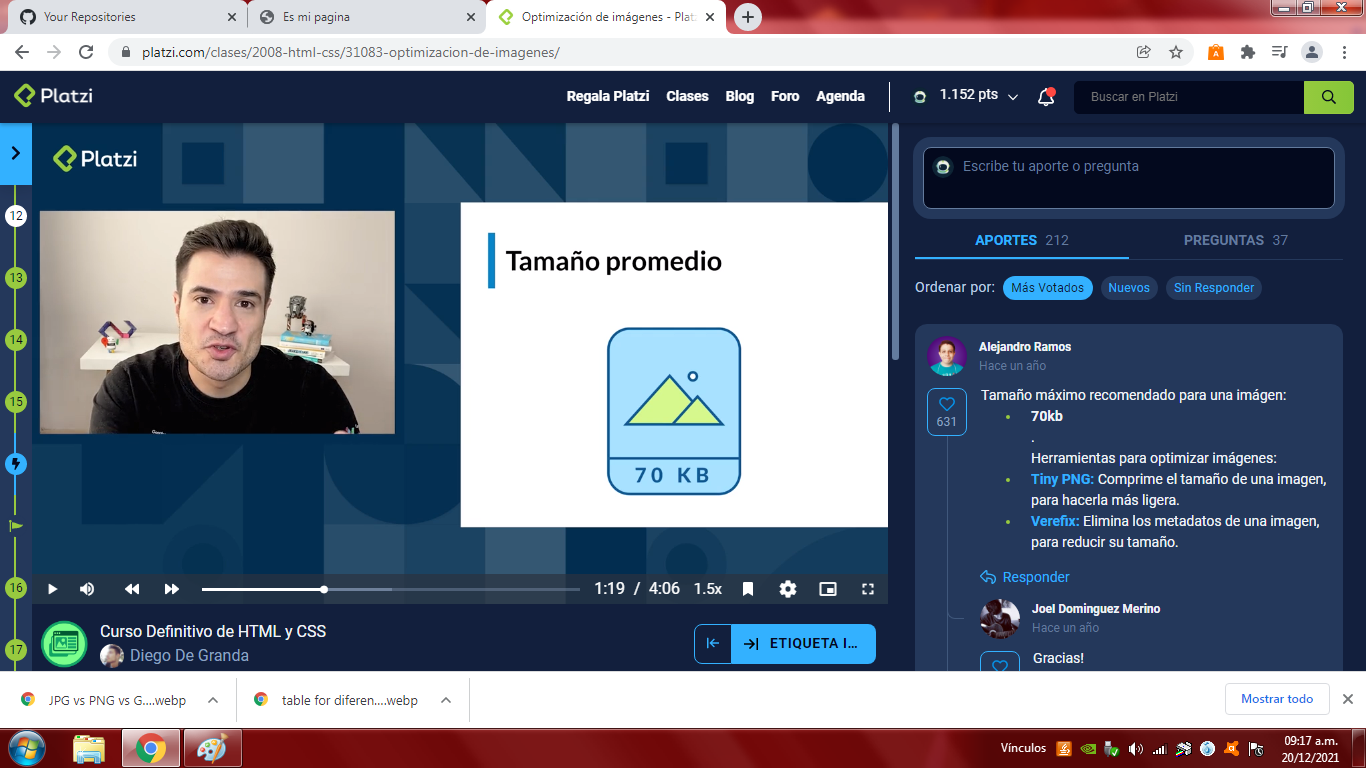 Your Repositories
Es mi pagina
Optimización de imágenes - Plat
platzi.com/clases/2008-html-css/31083-optimizacion-de-imagenes/
Platzi
Regala Platzi
Clases
Blog
Foro
Agenda
1.152 pts
Buscar en Platzi
Platzi
12
13
14
15
16
17
Tamaño promedio
70 KB
1:19 / 4:06
1.5x
Curso Definitivo de HTML y CSS
Diego De Granda
ETIQUETA I...
Escribe tu aporte o pregunta
APORTES 212
PREGUNTAS 37
Ordenar por:
Más Votados
Nuevos
Sin Responder
Alejandro Ramos
Hace un año
631
Tamaño máximo recomendado para una imágen:
70kb
.
Herramientas para optimizar imágenes:
Tiny PNG: Comprime el tamaño de una imagen,
para hacerla más ligera.
Verefix: Elimina los metadatos de una imagen,
para reducir su tamaño.
Responder
Joel Dominguez Merino
Hace un año
Gracias!
JPG vs PNG vs G....webp
table for diferen....webp
Mostrar todo
Vínculos
09:17 a.m.
20/12/2021